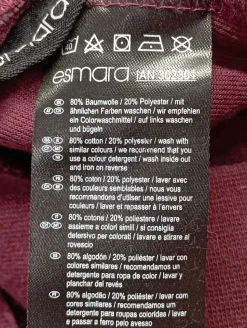 esmara
esmara IAN 302301
80% Baumwolle / 20% Polyester / mit
ähnlichen Farben waschen / wir empfehlen
ein Colorwaschmittel / auf links waschen
und bügeln
80% cotton / 20% polyester / wash with
similar colours / we recommend that you
use a colour detergent / wash inside out
and iron on reverse
80% coton / 20% polyester / laver avec
des couleurs semblables / nous vous
recommandons d'utiliser une lessive pour
couleurs / laver et repasser à l'envers
80% cotone / 20% poliestere / lavare
assieme a colori simili / si consiglia
detersivo per colorati / lavare e stirare al
rovescio
80% algodón / 20% poliéster / lavar con
colores similares / recomendamos un
detergente para ropa de color / lavar y
planchar del revés
80% algodão / 20% poliéster / lavar com
cores similares / recomendamos um
detergente para roupas coloridas / lavar
e passar a ferro pelo avesso